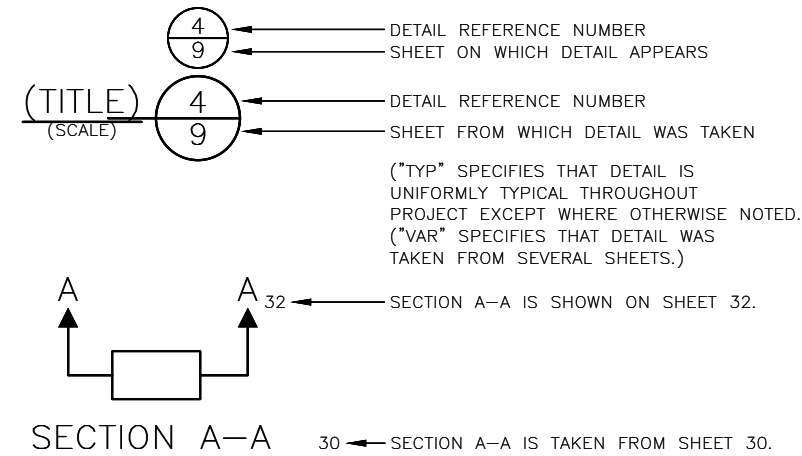 4 DETAIL REFERENCE NUMBER
9 SHEET ON WHICH DETAIL APPEARS
(TITLE) 4 DETAIL REFERENCE NUMBER
(SCALE) 9 SHEET FROM WHICH DETAIL WAS TAKEN
("TYP" SPECIFIES THAT DETAIL IS
UNIFORMLY TYPICAL THROUGHOUT
PROJECT EXCEPT WHERE OTHERWISE NOTED.
("VAR" SPECIFIES THAT DETAIL WAS
TAKEN FROM SEVERAL SHEETS.)
A A 32 SECTION A-A IS SHOWN ON SHEET 32.
SECTION A-A 30 SECTION A-A IS TAKEN FROM SHEET 30.